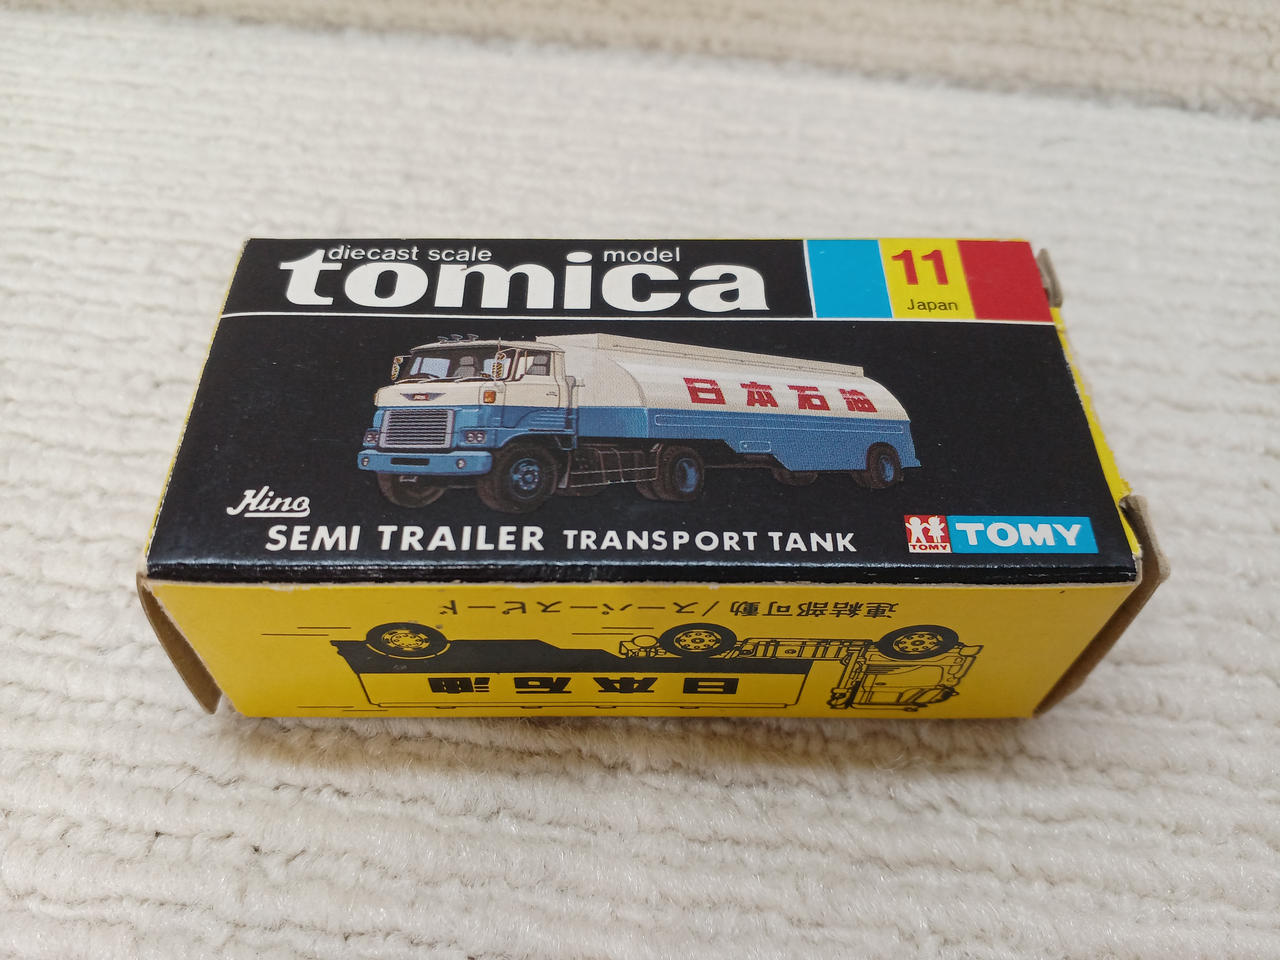 diecast scale model
tomica
11
Japan
日本石油
Hino
SEMI TRAILER TRANSPORT TANK
TOMY
TOMY
連結部可動/スーパースピード
日本石油